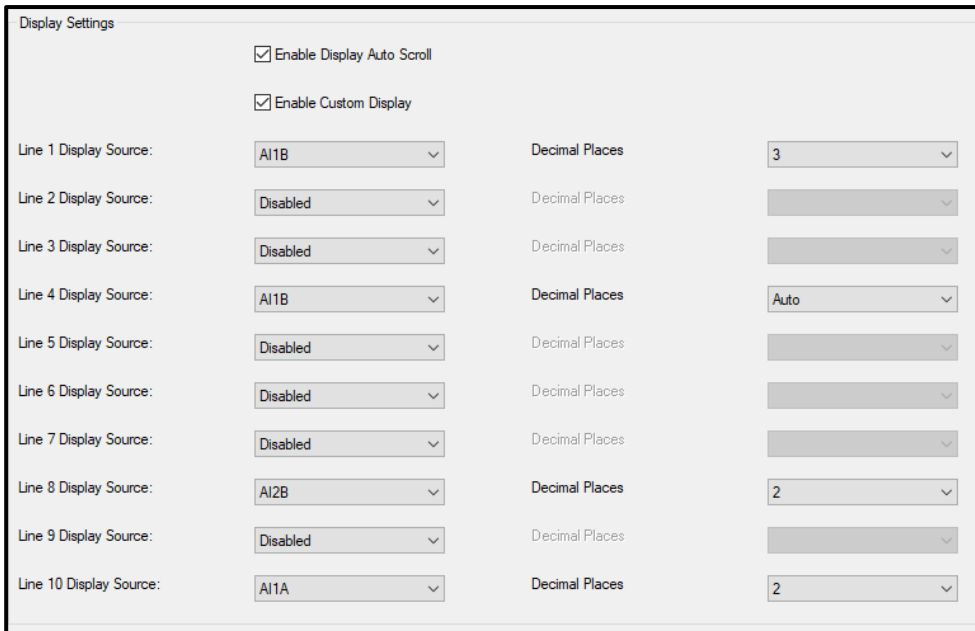 Display Settings
Enable Display Auto Scroll
Enable Custom Display
Line 1 Display Source: AI1B Decimal Places 3
Line 2 Display Source: Disabled Decimal Places
Line 3 Display Source: Disabled Decimal Places
Line 4 Display Source: AI1B Decimal Places Auto
Line 5 Display Source: Disabled Decimal Places
Line 6 Display Source: Disabled Decimal Places
Line 7 Display Source: Disabled Decimal Places
Line 8 Display Source: AI2B Decimal Places 2
Line 9 Display Source: Disabled Decimal Places
Line 10 Display Source: AI1A Decimal Places 2